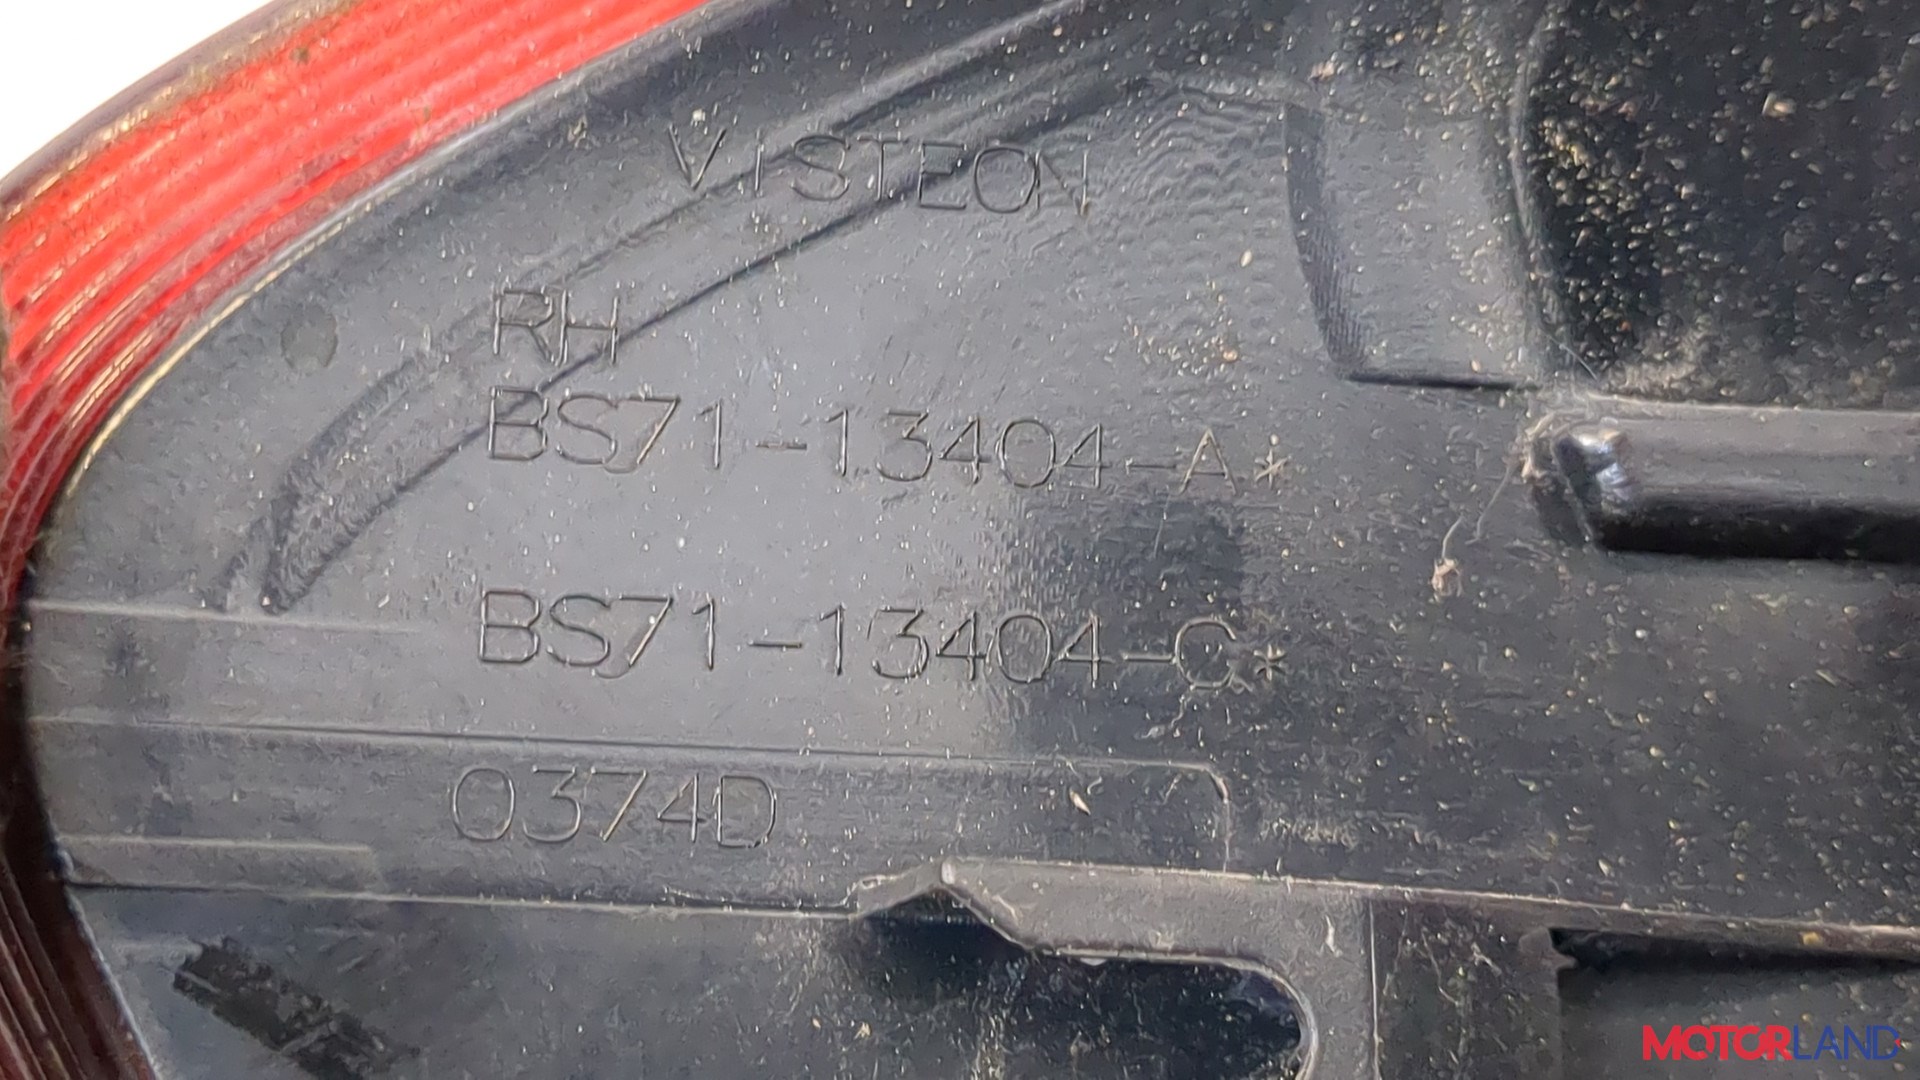 VISTEON
RH
BS71-13404-A*
BS71-13404-C*
0374D
MOTORLAND